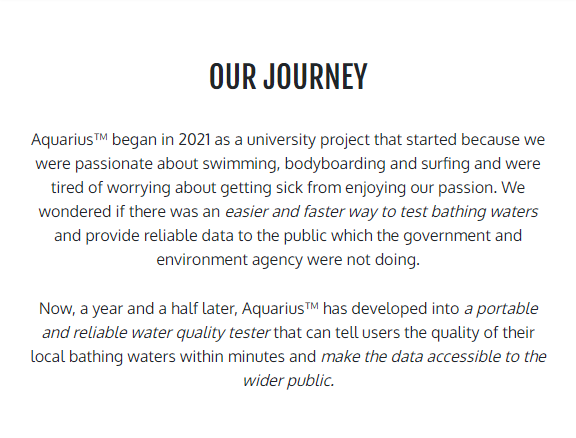 OUR JOURNEY
Aquarius™ began in 2021 as a university project that started because we
were passionate about swimming, bodyboarding and surfing and were
tired of worrying about getting sick from enjoying our passion. We
wondered if there was an easier and faster way to test bathing waters
and provide reliable data to the public which the government and
environment agency were not doing.
Now, a year and a half later, Aquarius™ has developed into a portable
and reliable water quality tester that can tell users the quality of their
local bathing waters within minutes and make the data accessible to the
wider public.